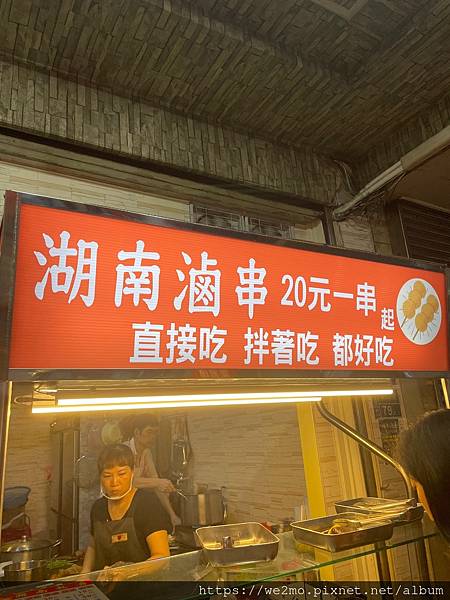 湖南滷串 20元一串起
直接吃 拌著吃 都好吃
https://we2mo.pixnet.net/album